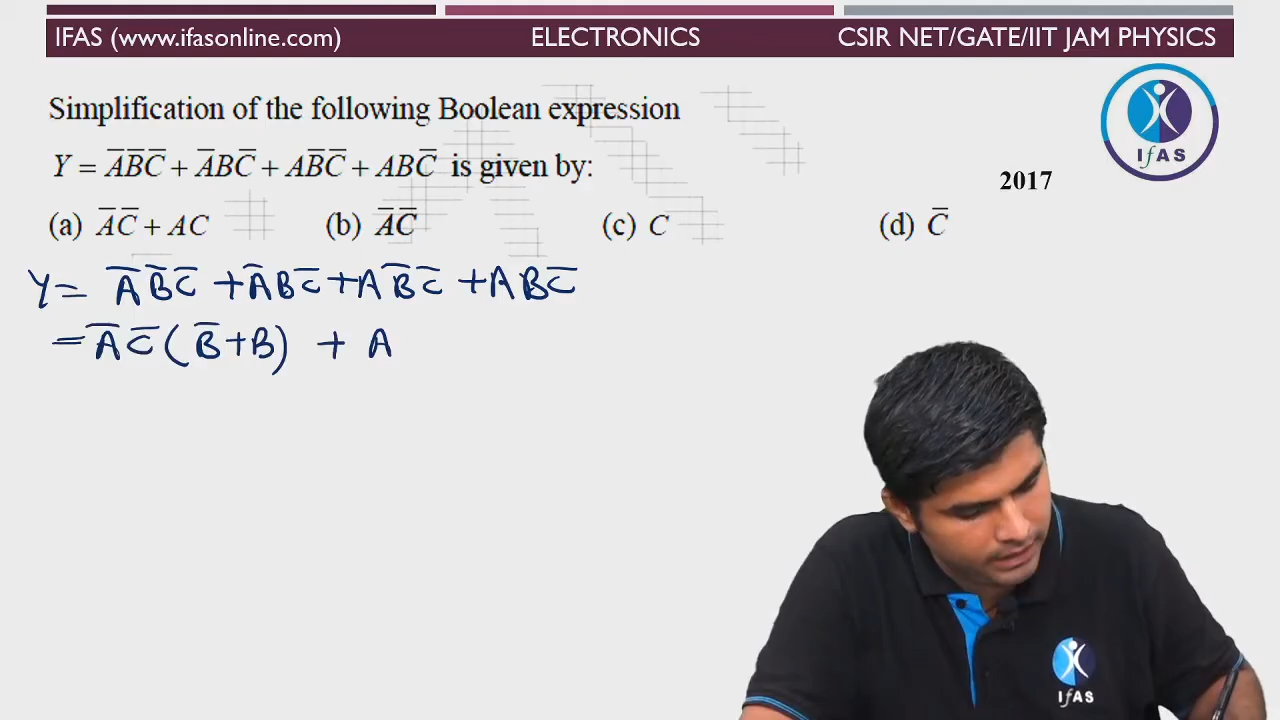 IFAS (www.ifasonline.com) ELECTRONICS CSIR NET/GATE/IIT JAM PHYSICS
IfAS
Simplification of the following Boolean expression
Y = A̅B̅C̅ + A̅BC̅ + AB̅C̅ + ABC̅ is given by:
2017
(a) A̅C̅ + AC (b) A̅C̅ (c) C (d) C̅
Y = A̅B̅C̅ + A̅BC̅ + AB̅C̅ + ABC̅
= A̅C̅(B̅+B) + A
IfAS